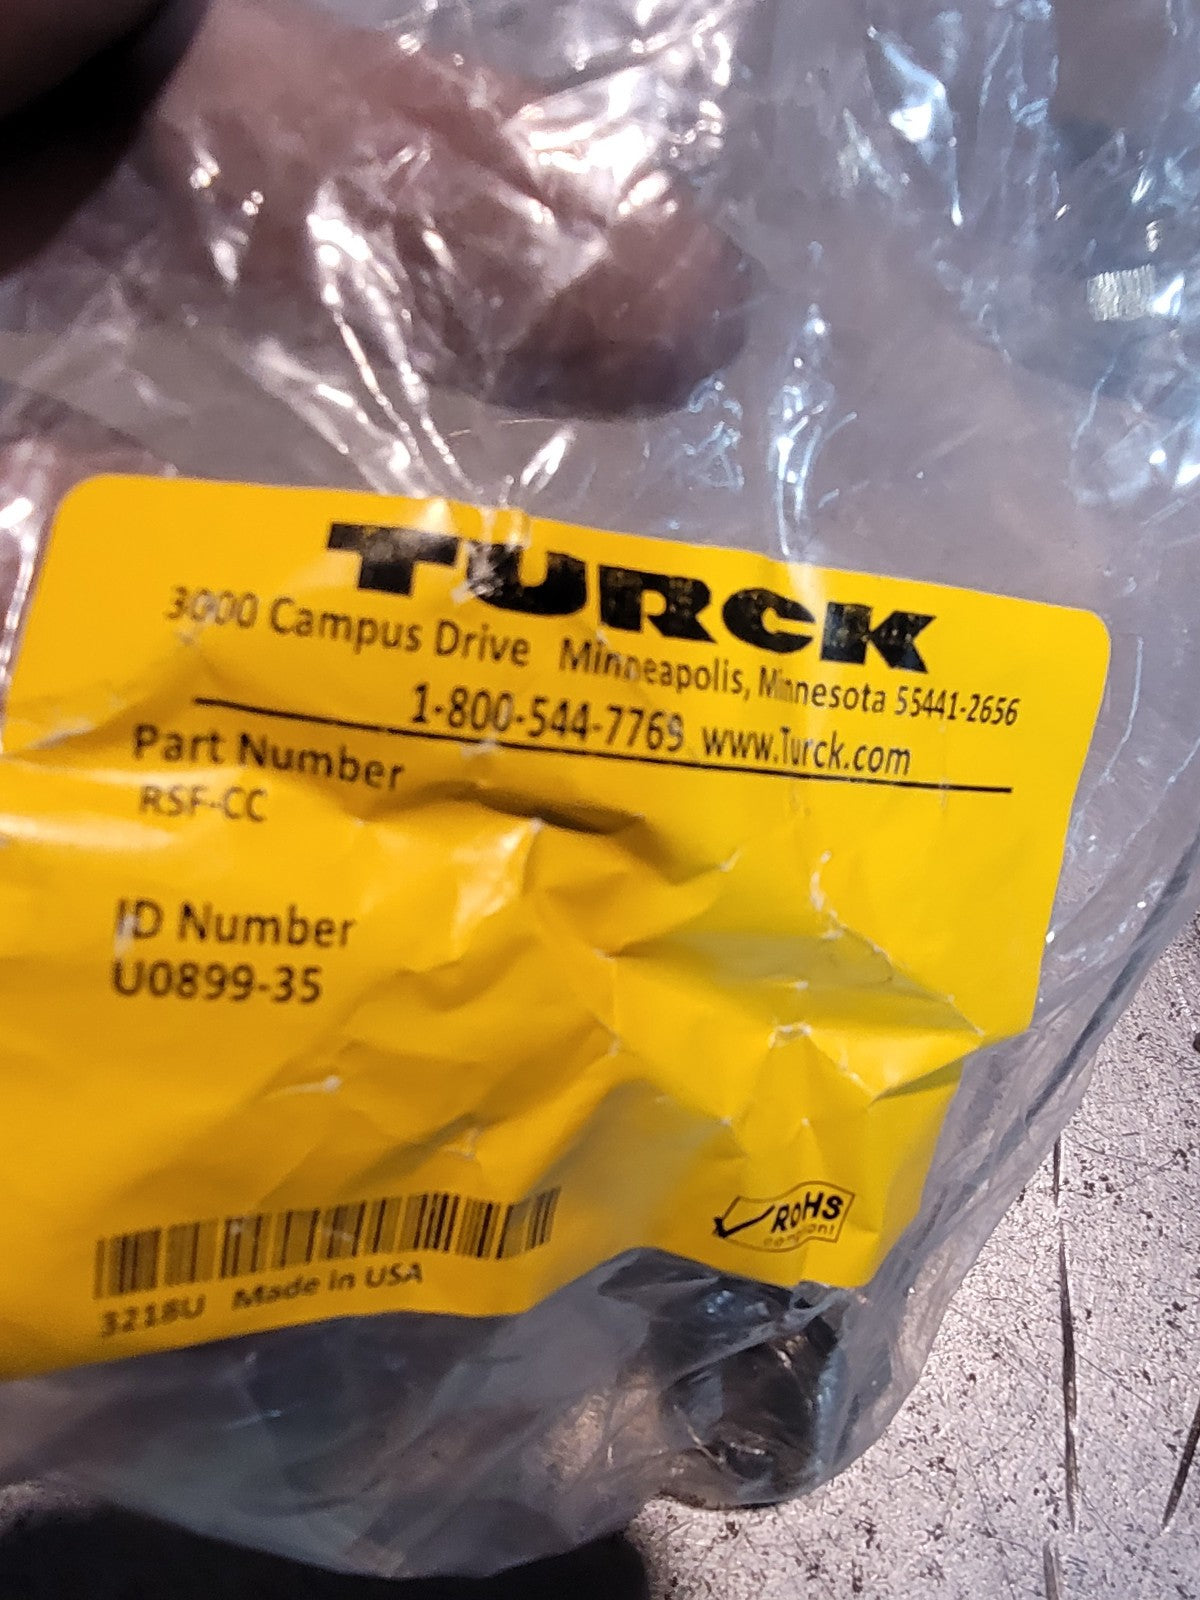 TURCK
3000 Campus Drive Minneapolis, Minnesota 55441-2656
1-800-544-7769 www.Turck.com
Part Number
RSF-CC
ID Number
U0899-35
RoHS
compliant
3218U Made in USA